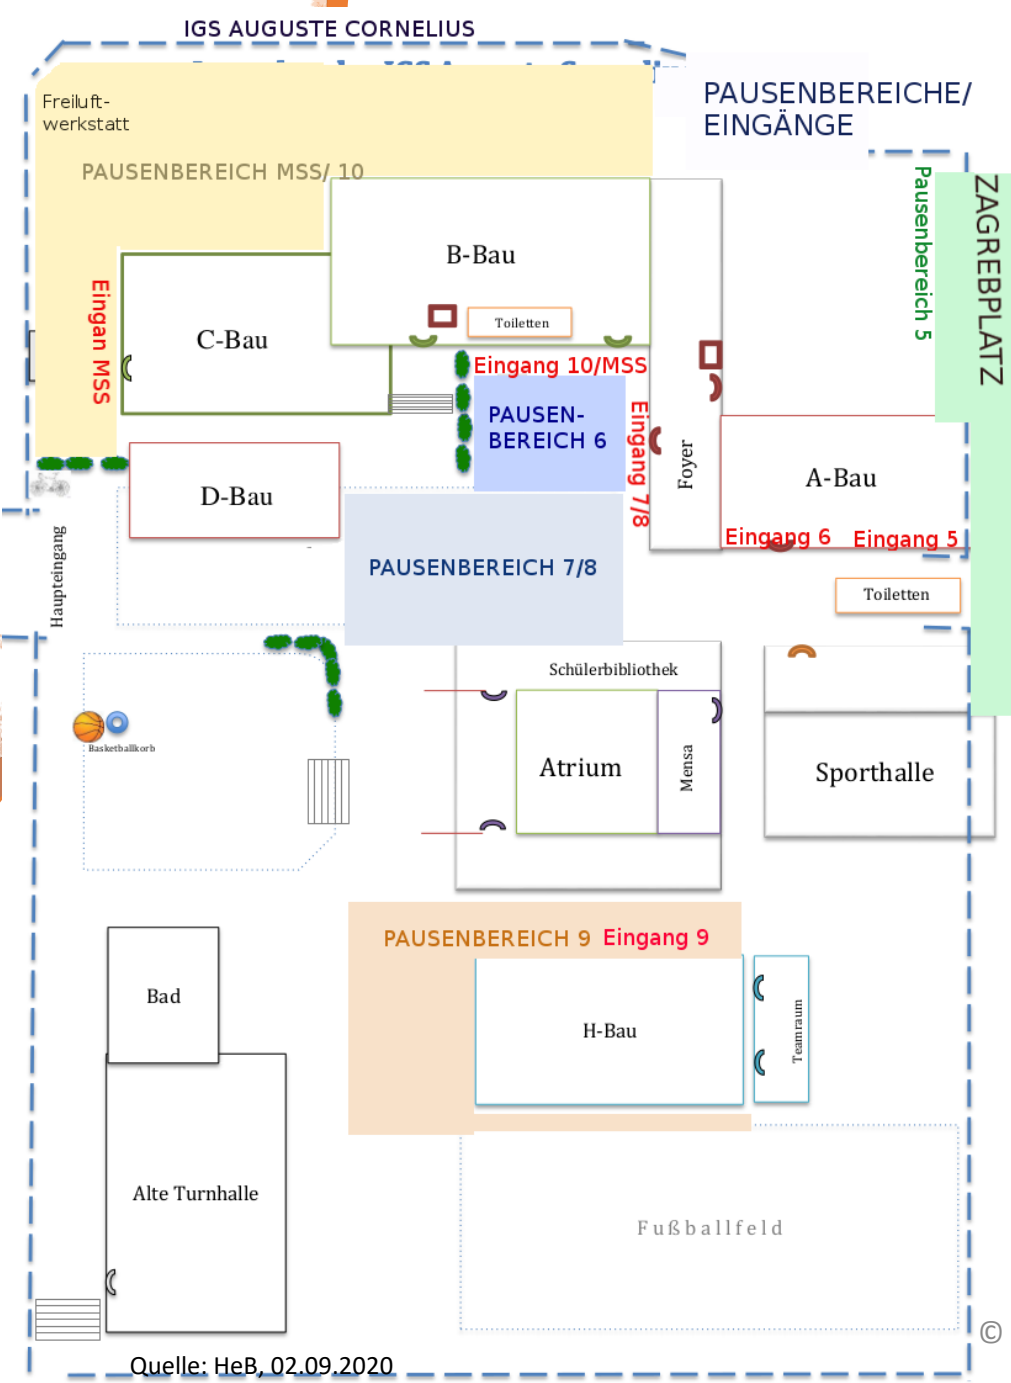 IGS AUGUSTE CORNELIUS
PAUSENBEREICHE/
EINGÄNGE
Freiluft-
werkstatt
PAUSENBEREICH MSS/ 10
Pausenbereich 5
ZAGREBPLATZ
B-Bau
Toiletten
C-Bau
Eingan MSS
Eingang 10/MSS
PAUSEN-
BEREICH 6
Eingang 7/8
Foyer
A-Bau
Eingang 6
Eingang 5
D-Bau
Haupteingang
PAUSENBEREICH 7/8
Toiletten
Schülerbibliothek
Basketballkorb
Atrium
Mensa
Sporthalle
PAUSENBEREICH 9
Eingang 9
Bad
H-Bau
Teamraum
Alte Turnhalle
Fußballfeld
©
Quelle: HeB, 02.09.2020